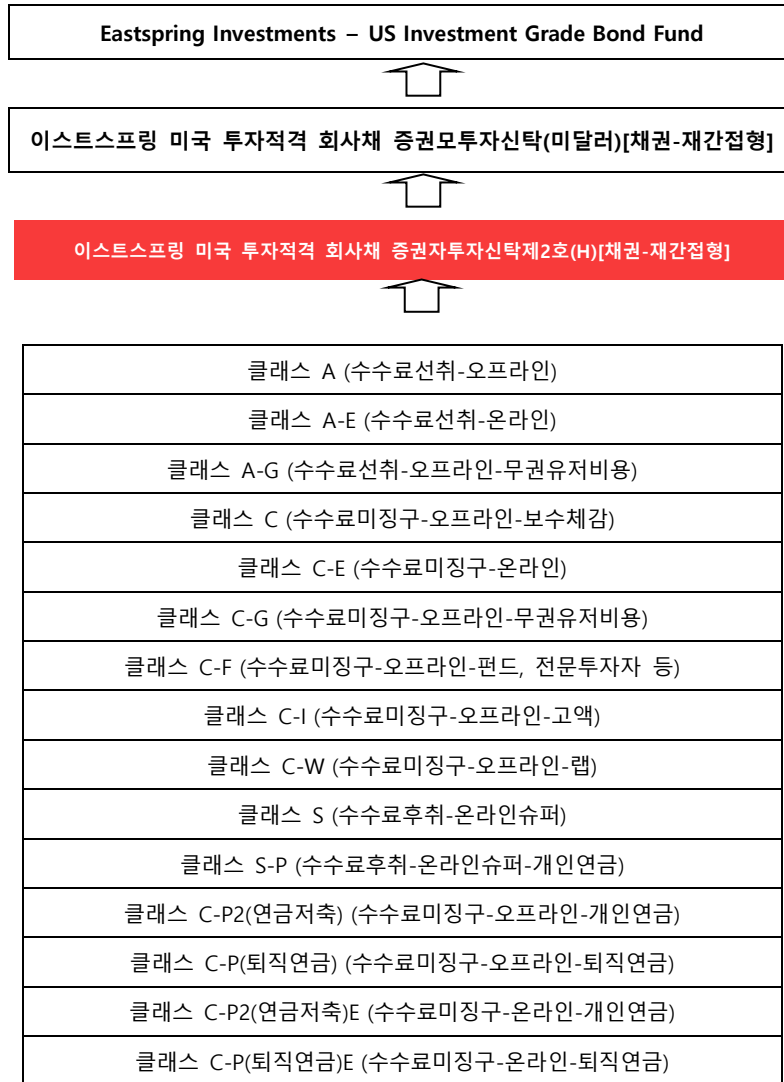 Eastspring Investments – US Investment Grade Bond Fund
이스트스프링 미국 투자적격 회사채 증권모투자신탁(미달러)[채권-재간접형]
이스트스프링 미국 투자적격 회사채 증권자투자신탁제2호(H)[채권-재간접형]
클래스 A (수수료선취-오프라인)
클래스 A-E (수수료선취-온라인)
클래스 A-G (수수료선취-오프라인-무권유저비용)
클래스 C (수수료미징구-오프라인-보수체감)
클래스 C-E (수수료미징구-온라인)
클래스 C-G (수수료미징구-오프라인-무권유저비용)
클래스 C-F (수수료미징구-오프라인-펀드, 전문투자자 등)
클래스 C-I (수수료미징구-오프라인-고액)
클래스 C-W (수수료미징구-오프라인-랩)
클래스 S (수수료후취-온라인슈퍼)
클래스 S-P (수수료후취-온라인슈퍼-개인연금)
클래스 C-P2(연금저축) (수수료미징구-오프라인-개인연금)
클래스 C-P(퇴직연금) (수수료미징구-오프라인-퇴직연금)
클래스 C-P2(연금저축)E (수수료미징구-온라인-개인연금)
클래스 C-P(퇴직연금)E (수수료미징구-온라인-퇴직연금)